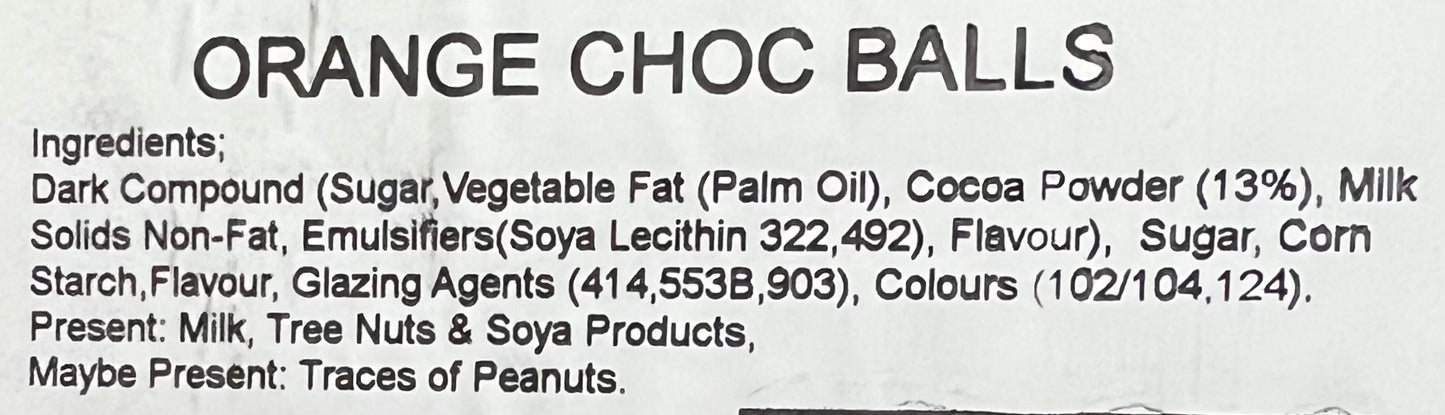 ORANGE CHOC BALLS
Ingredients;
Dark Compound (Sugar,Vegetable Fat (Palm Oil), Cocoa Powder (13%), Milk
Solids Non-Fat, Emulsifiers(Soya Lecithin 322,492), Flavour), Sugar, Corn
Starch,Flavour, Glazing Agents (414,553B,903), Colours (102/104,124).
Present: Milk, Tree Nuts & Soya Products,
Maybe Present: Traces of Peanuts.